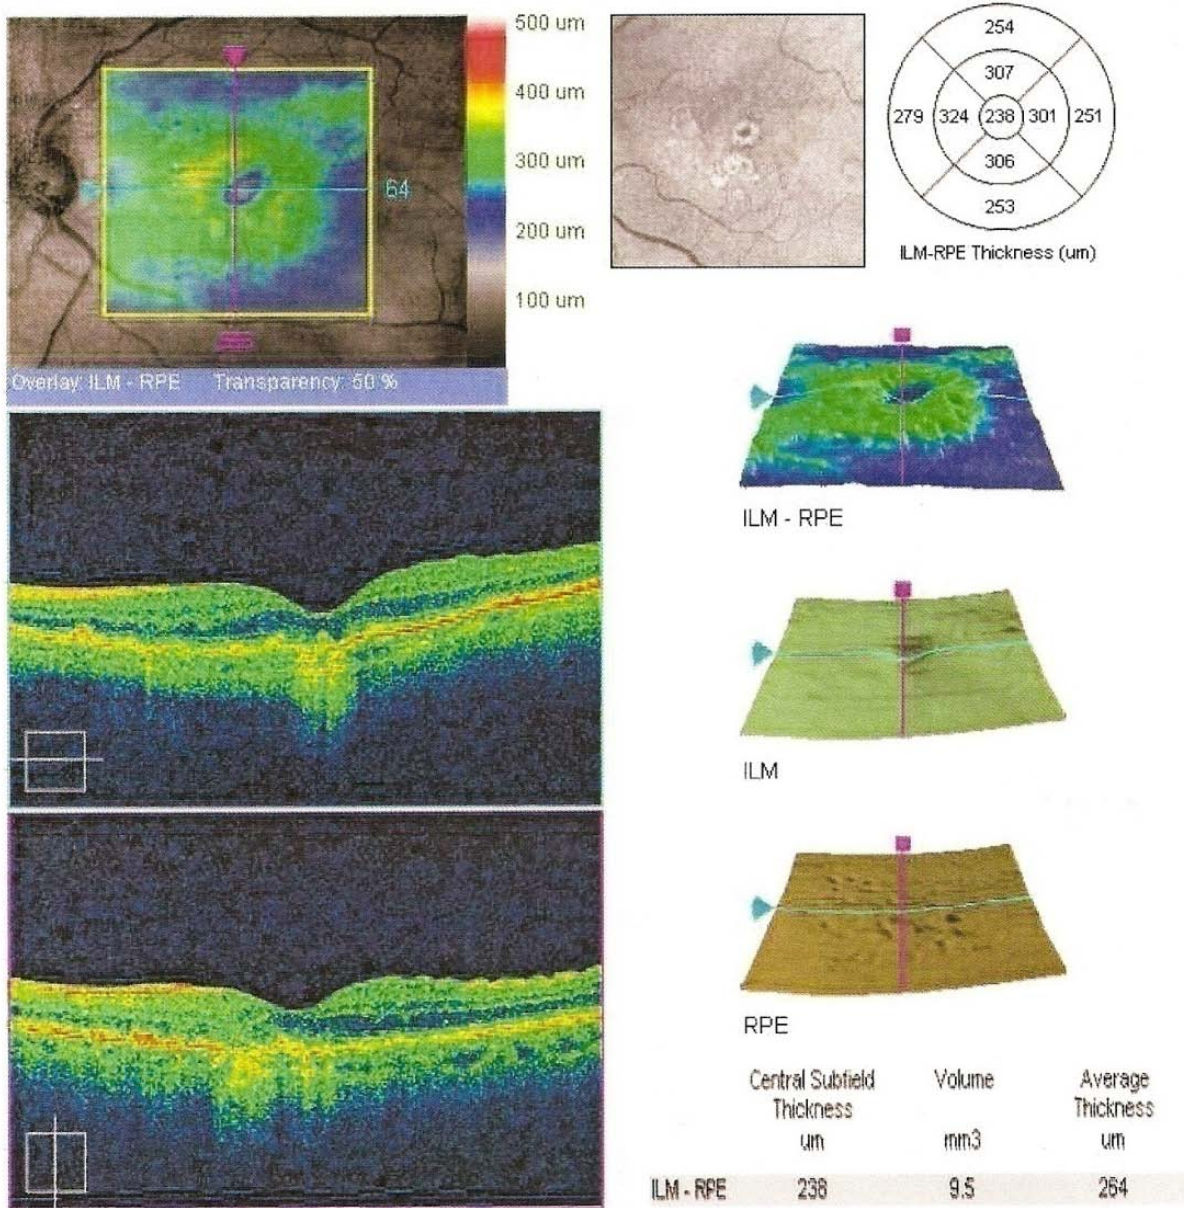 500 um
400 um
300 um
200 um
100 um
64
Overlay: ILM - RPE Transparency: 50 %
254
307
279 324 238 301 251
306
253
ILM-RPE Thickness (um)
ILM - RPE
ILM
RPE
Central Subfield Thickness um
Volume mm3
Average Thickness um
ILM - RPE 238 9.5 264